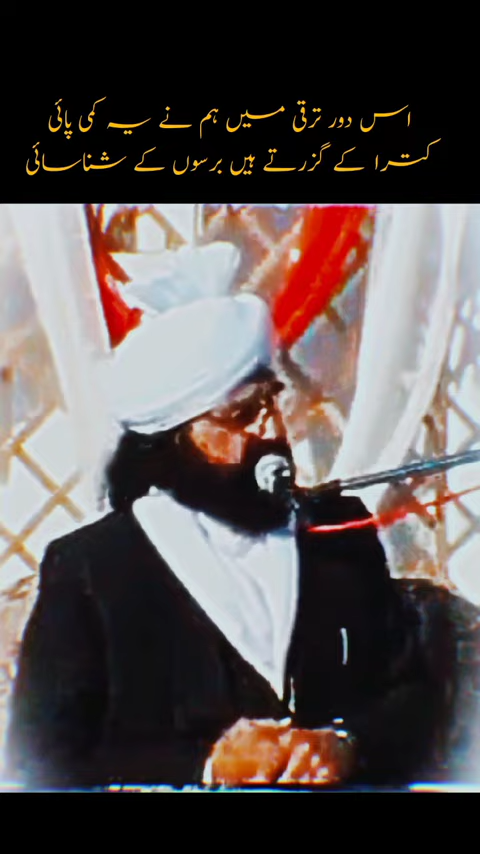 اس دور ترقی میں ہم نے یہ کمی پائی
کترا کے گزرتے ہیں برسوں کے شناسائی